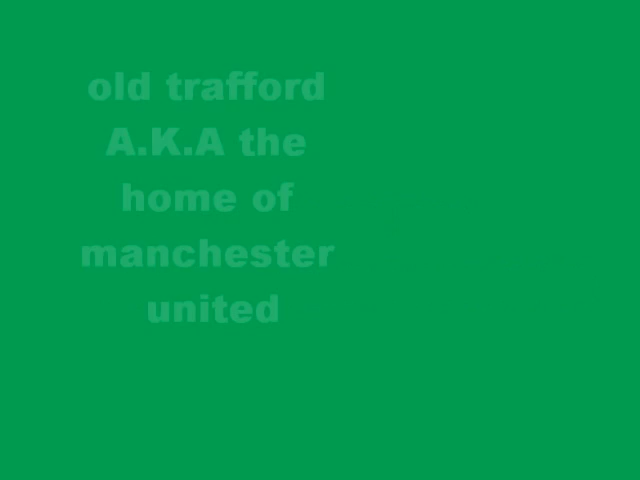 old trafford
A.K.A the
home of
manchester
united